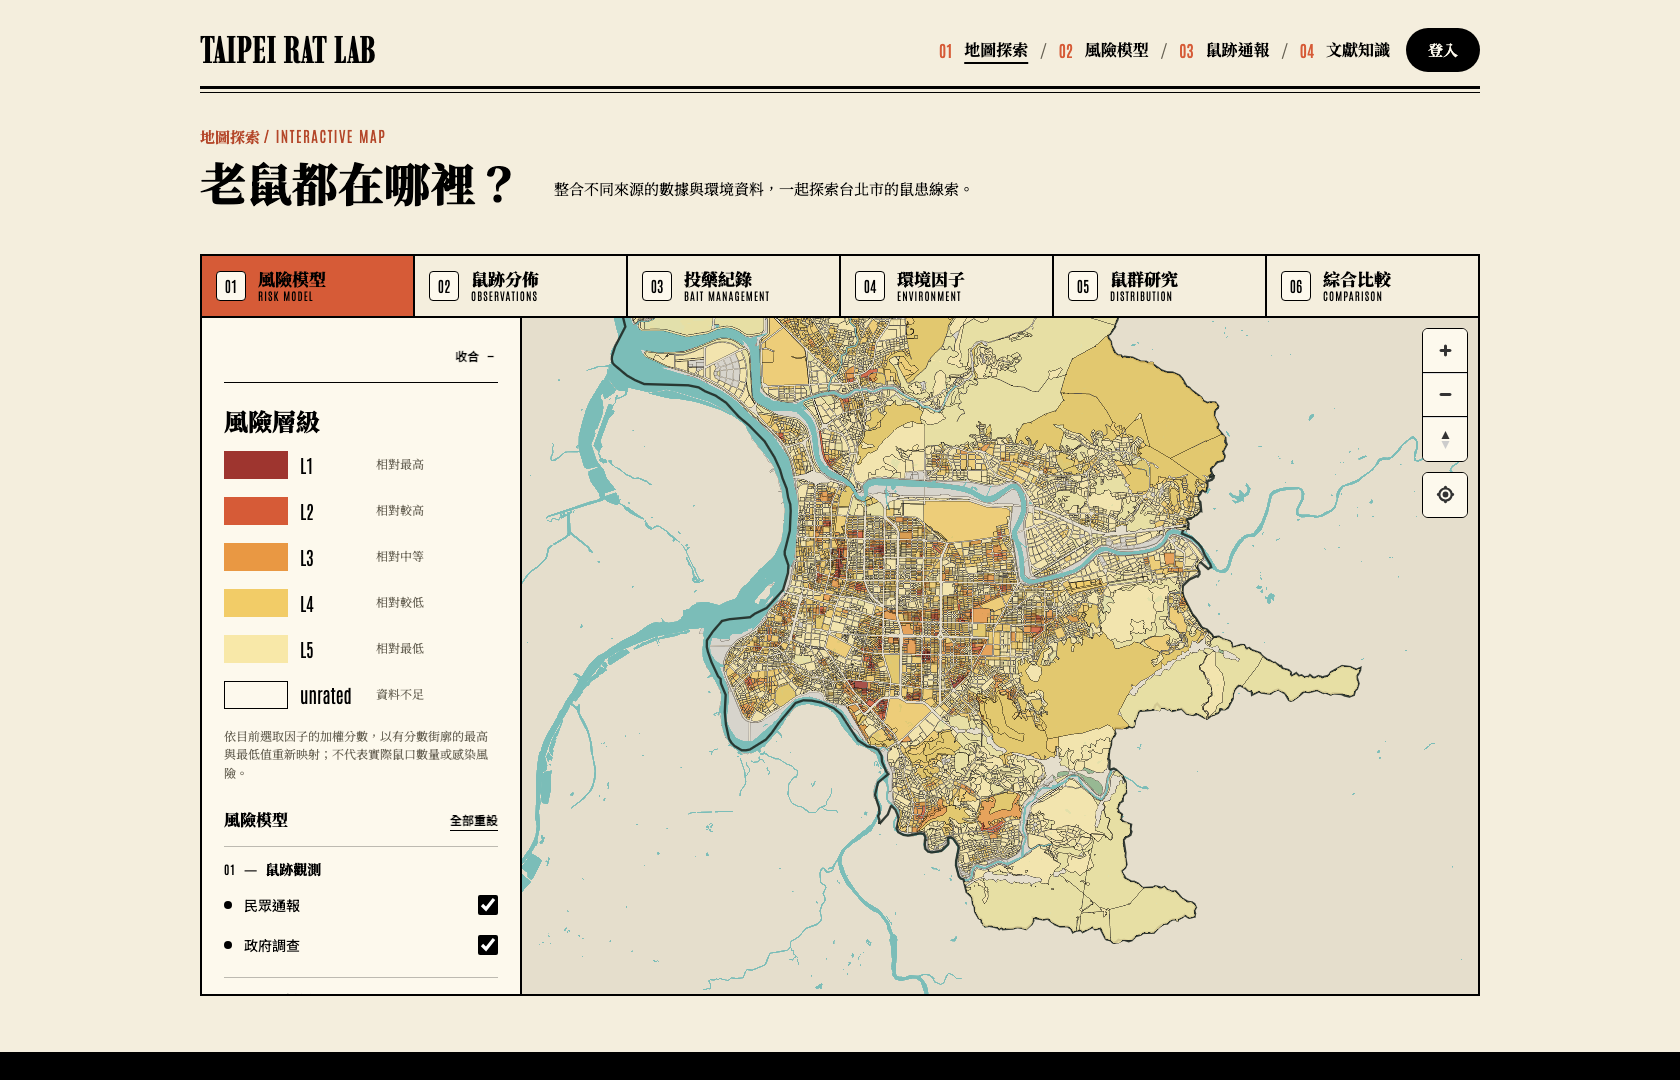 TAIPEI RAT LAB
01 地圖探索 / 02 風險模型 / 03 鼠跡通報 / 04 文獻知識 登入
地圖探索 / INTERACTIVE MAP
老鼠都在哪裡？
整合不同來源的數據與環境資料，一起探索台北市的鼠患線索。
01 風險模型
RISK MODEL
02 鼠跡分佈
OBSERVATIONS
03 投藥紀錄
BAIT MANAGEMENT
04 環境因子
ENVIRONMENT
05 鼠群研究
DISTRIBUTION
06 綜合比較
COMPARISON
收合 −
風險層級
L1 相對最高
L2 相對較高
L3 相對中等
L4 相對較低
L5 相對最低
unrated 資料不足
依目前選取因子的加權分數，以有分數街廓的最高
與最低值重新映射；不代表實際鼠口數量或感染風
險。
風險模型 全部重設
01 — 鼠跡觀測
民眾通報
政府調查